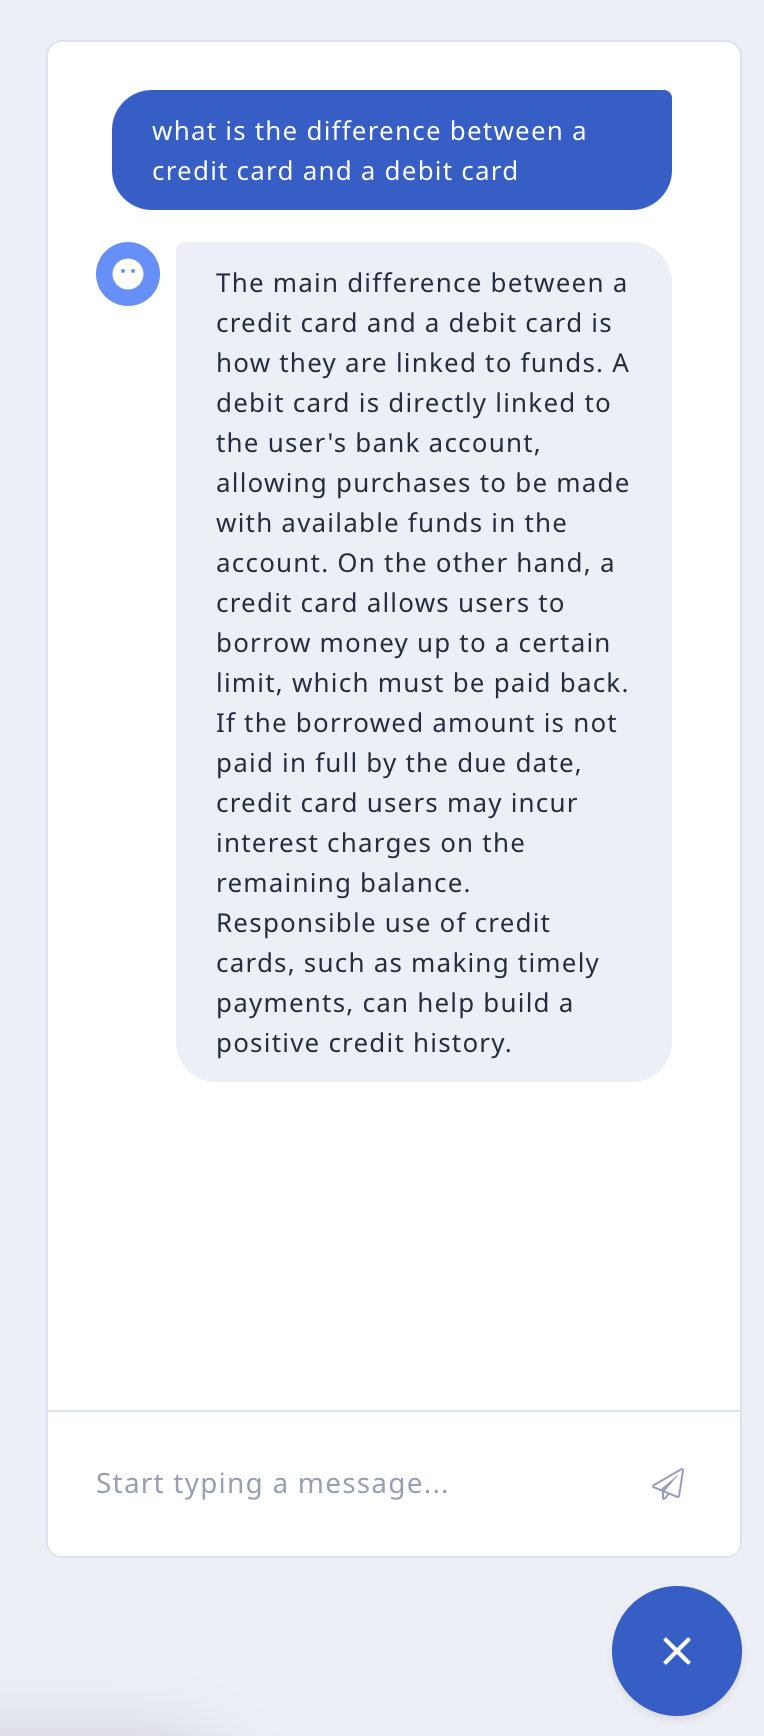 what is the difference between a
credit card and a debit card
The main difference between a
credit card and a debit card is
how they are linked to funds. A
debit card is directly linked to
the user's bank account,
allowing purchases to be made
with available funds in the
account. On the other hand, a
credit card allows users to
borrow money up to a certain
limit, which must be paid back.
If the borrowed amount is not
paid in full by the due date,
credit card users may incur
interest charges on the
remaining balance.
Responsible use of credit
cards, such as making timely
payments, can help build a
positive credit history.
Start typing a message...